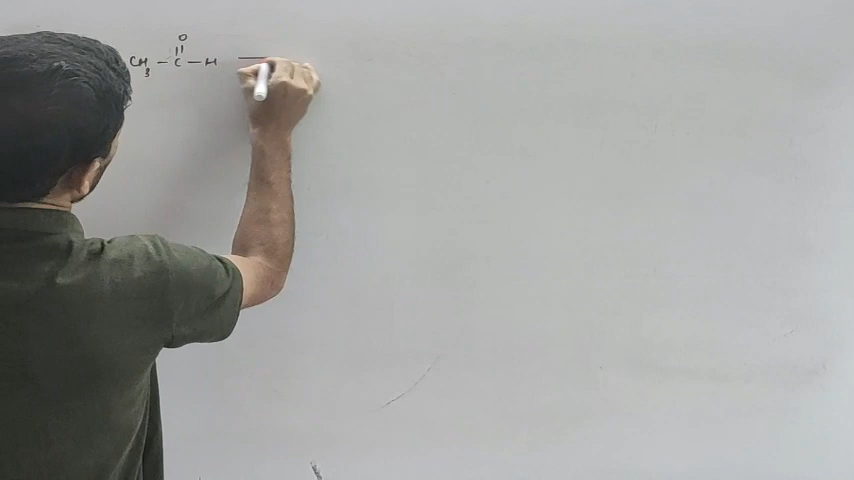 O
||
CH₃ – C – H —